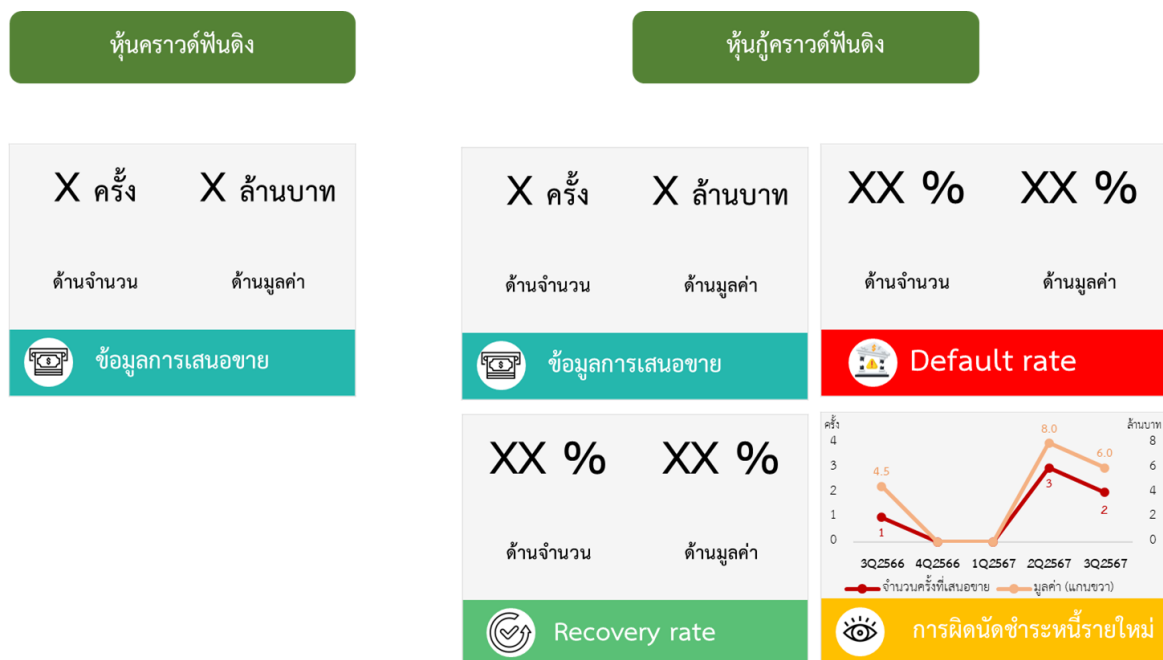 หุ้นคราวด์ฟันดิง
หุ้นกู้คราวด์ฟันดิง
X ครั้ง X ล้านบาท
ด้านจำนวน ด้านมูลค่า
ข้อมูลการเสนอขาย
X ครั้ง X ล้านบาท
ด้านจำนวน ด้านมูลค่า
ข้อมูลการเสนอขาย
XX % XX %
ด้านจำนวน ด้านมูลค่า
Default rate
XX % XX %
ด้านจำนวน ด้านมูลค่า
Recovery rate
ครั้ง ล้านบาท
4 8.0 8
3 4.5 6.0 6
2 3 2 4
1 1 2
0 0
3Q2566 4Q2566 1Q2567 2Q2567 3Q2567
จำนวนครั้งที่เสนอขาย มูลค่า (แกนขวา)
การผิดนัดชำระหนี้รายใหม่